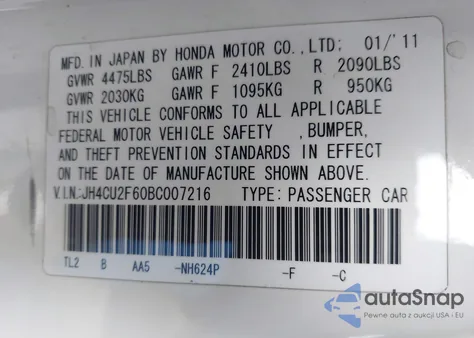 MFD. IN JAPAN BY HONDA MOTOR CO.,LTD; 01/'11
GVWR 4475LBS GAWR F 2410LBS R 2090LBS
GVWR 2030KG GAWR F 1095KG R 950KG
THIS VEHICLE CONFORMS TO ALL APPLICABLE
FEDERAL MOTOR VEHICLE SAFETY ,BUMPER,
AND THEFT PREVENTION STANDARDS IN EFFECT
ON THE DATE OF MANUFACTURE SHOWN ABOVE.
V.I.N.:JH4CU2F60BC007216 TYPE:PASSENGER CAR
TL2 B AA5 -NH624P -F -C
autoSnap
Pewne auta z aukcji USA i EU